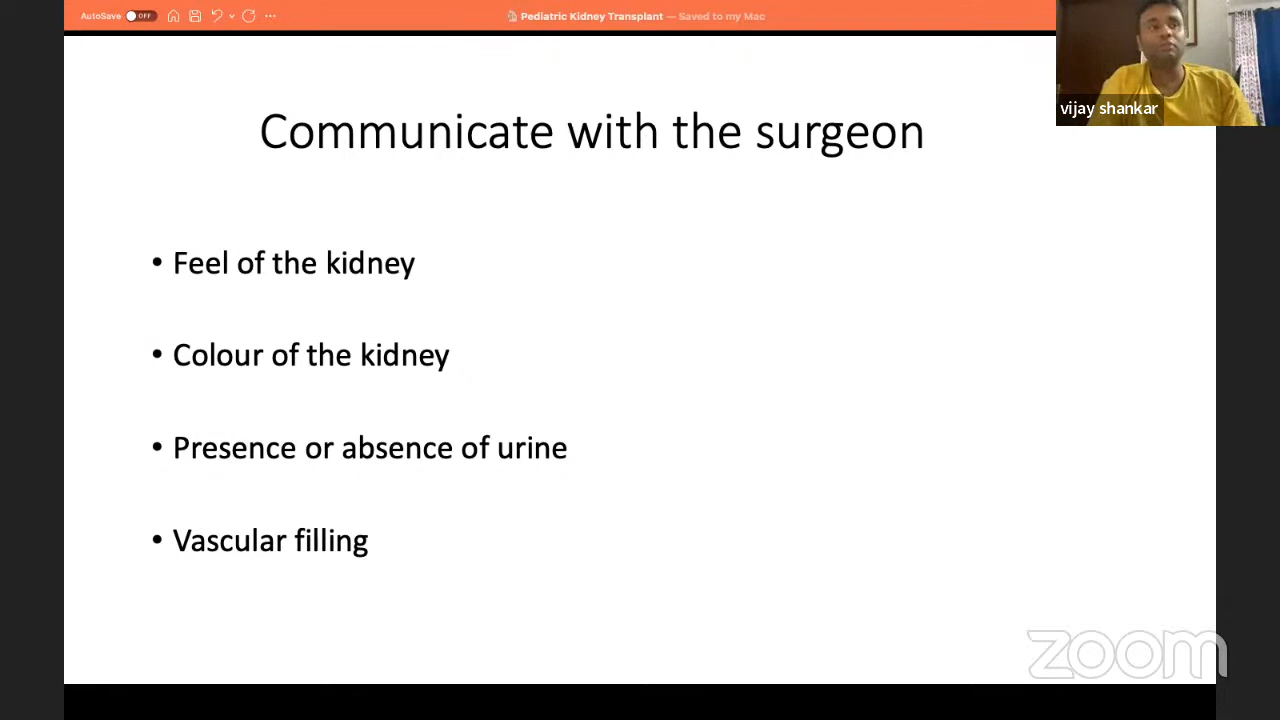 AutoSave OFF
Pediatric Kidney Transplant — Saved to my Mac
vijay shankar
Communicate with the surgeon
• Feel of the kidney
• Colour of the kidney
• Presence or absence of urine
• Vascular filling
zoom